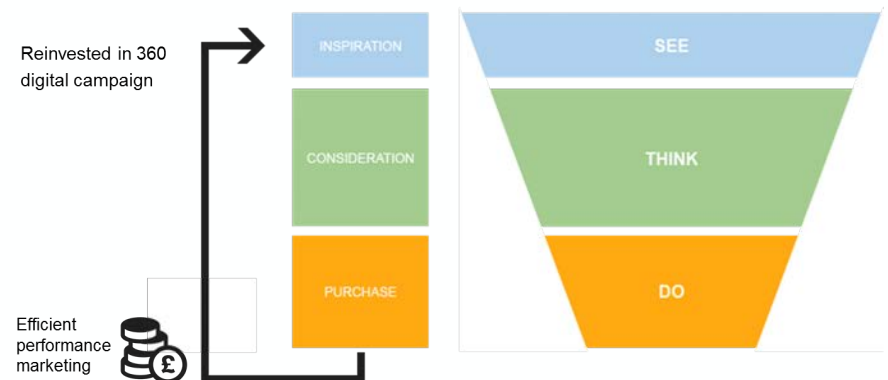 Reinvested in 360
digital campaign
INSPIRATION
SEE
CONSIDERATION
THINK
PURCHASE
DO
Efficient
performance
marketing
£